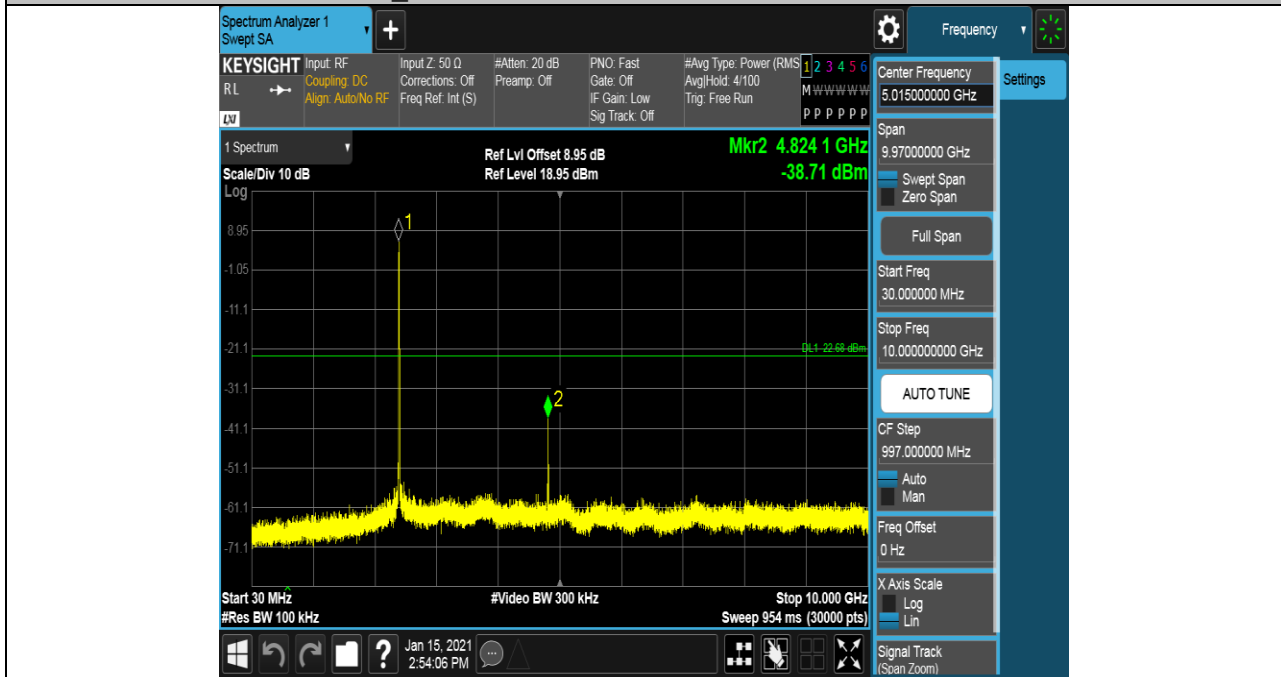 Spectrum Analyzer 1
Swept SA
+
Frequency
KEYSIGHT
RL
LXI
Input: RF
Coupling: DC
Align: Auto/No RF
Input Z: 50 Ω
Corrections: Off
Freq Ref: Int (S)
#Atten: 20 dB
Preamp: Off
PNO: Fast
Gate: Off
IF Gain: Low
Sig Track: Off
#Avg Type: Power (RMS
Avg|Hold: 4/100
Trig: Free Run
1 2 3 4 5 6
M W W W W W
P P P P P P
1 Spectrum
Scale/Div 10 dB
Log
Ref Lvl Offset 8.95 dB
Ref Level 18.95 dBm
Mkr2 4.824 1 GHz
-38.71 dBm
1
8.95
-1.05
-11.1
-21.1
DL1 -22.68 dBm
-31.1
2
-41.1
-51.1
-61.1
-71.1
Start 30 MHz
#Res BW 100 kHz
#Video BW 300 kHz
Stop 10.000 GHz
Sweep 954 ms (30000 pts)
?
Jan 15, 2021
2:54:06 PM
Center Frequency
5.015000000 GHz
Span
9.97000000 GHz
Swept Span
Zero Span
Full Span
Start Freq
30.000000 MHz
Stop Freq
10.000000000 GHz
AUTO TUNE
CF Step
997.000000 MHz
Auto
Man
Freq Offset
0 Hz
X Axis Scale
Log
Lin
Signal Track
(Span Zoom)
Settings